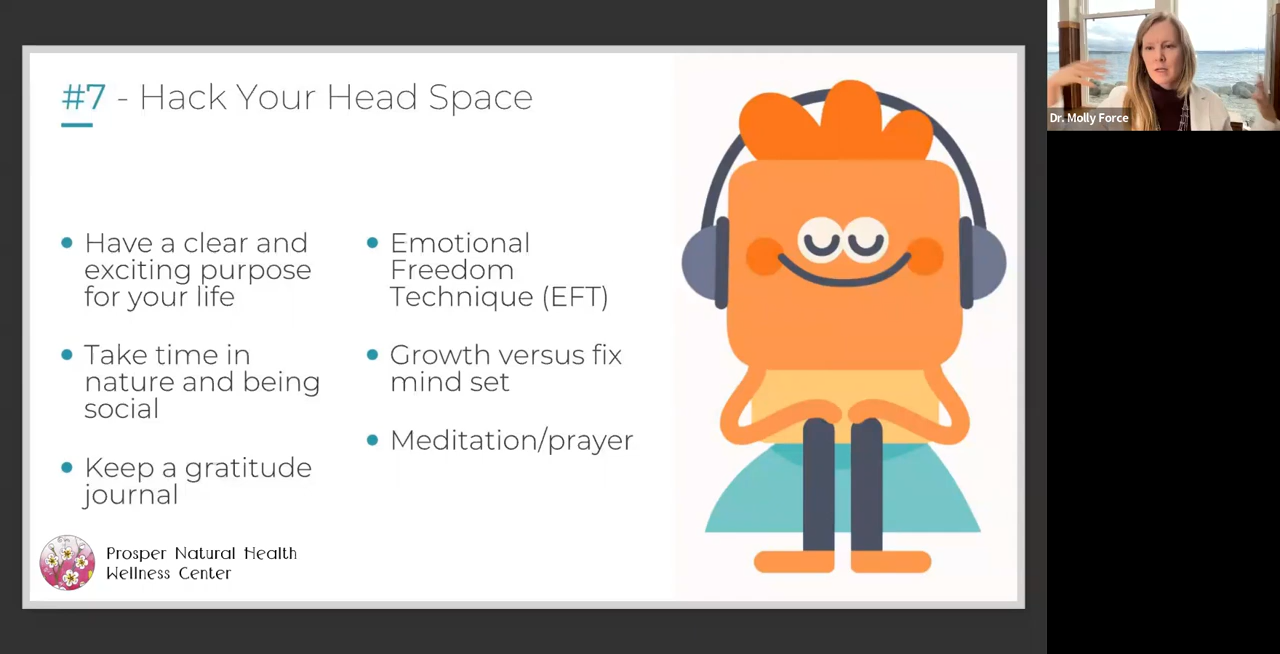 #7 - Hack Your Head Space
Have a clear and
exciting purpose
for your life
Take time in
nature and being
social
Keep a gratitude
journal
Emotional
Freedom
Technique (EFT)
Growth versus fix
mind set
Meditation/prayer
Prosper Natural Health
Wellness Center
Dr. Molly Force